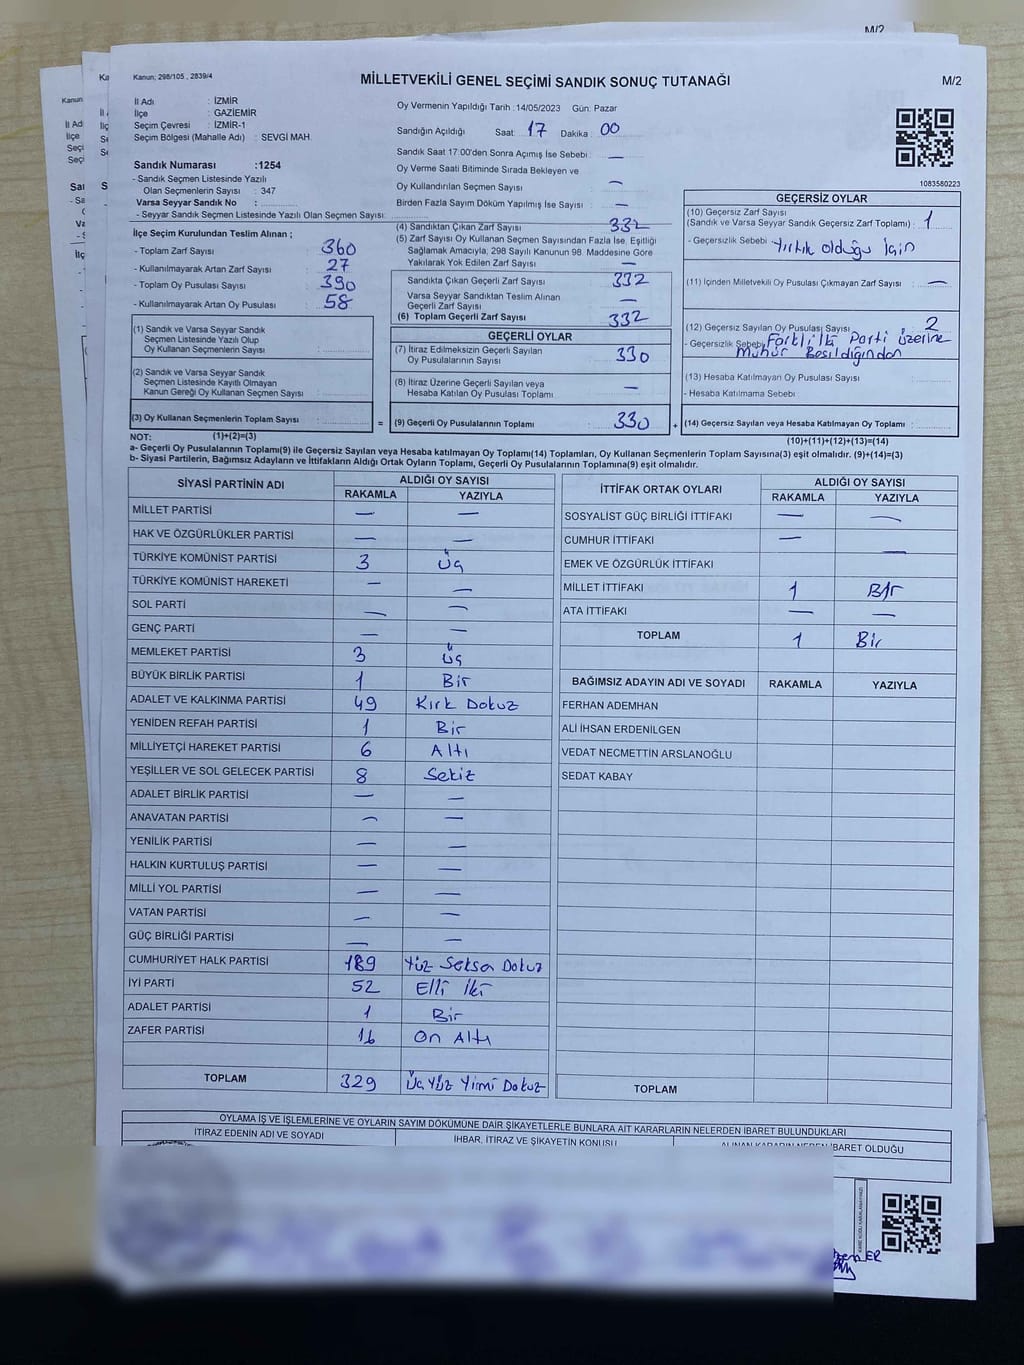 M/2
Kanun; 298/105 , 2839/4
MİLLETVEKİLİ GENEL SEÇİMİ SANDIK SONUÇ TUTANAĞI
M/2
İl Adı : İZMİR
İlçe : GAZİEMİR
Seçim Çevresi : İZMİR-1
Seçim Bölgesi (Mahalle Adı) : SEVGİ MAH.
Sandık Numarası :1254
- Sandık Seçmen Listesinde Yazılı
Olan Seçmenlerin Sayısı : 347
Varsa Seyyar Sandık No :
- Seyyar Sandık Seçmen Listesinde Yazılı Olan Seçmen Sayısı:
İlçe Seçim Kurulundan Teslim Alınan ;
- Toplam Zarf Sayısı : 360
- Kullanılmayarak Artan Zarf Sayısı : 27
- Toplam Oy Pusulası Sayısı : 390
- Kullanılmayarak Artan Oy Pusulası : 58
Oy Vermenin Yapıldığı Tarih :14/05/2023 Gün: Pazar
Sandığın Açıldığı Saat: 17 Dakika : 00
Sandık Saat 17:00'den Sonra Açımış İse Sebebi : —
Oy Verme Saati Bitiminde Sırada Bekleyen ve
Oy Kullandırılan Seçmen Sayısı : —
Birden Fazla Sayım Döküm Yapılmış İse Sayısı : —
(4) Sandıktan Çıkan Zarf Sayısı : 332
(5) Zarf Sayısı Oy Kullanan Seçmen Sayısından Fazla İse, Eşitliği
Sağlamak Amacıyla; 298 Sayılı Kanunun 98. Maddesine Göre
Yakılarak Yok Edilen Zarf Sayısı : —
Sandıkta Çıkan Geçerli Zarf Sayısı : 332
Varsa Seyyar Sandıktan Teslim Alınan
Geçerli Zarf Sayısı : —
(6) Toplam Geçerli Zarf Sayısı : 332
GEÇERLİ OYLAR
(7) İtiraz Edilmeksizin Geçerli Sayılan
Oy Pusulalarının Sayısı : 330
(8) İtiraz Üzerine Geçerli Sayılan veya
Hesaba Katılan Oy Pusulası Toplamı : —
(9) Geçerli Oy Pusulalarının Toplamı : 330
1083580223
GEÇERSİZ OYLAR
(10) Geçersiz Zarf Sayısı
(Sandık ve Varsa Seyyar Sandık Geçersiz Zarf Toplamı) : 1
- Geçersizlik Sebebi : Yırtık olduğu için
(11) İçinden Milletvekili Oy Pusulası Çıkmayan Zarf Sayısı : —
(12) Geçersiz Sayılan Oy Pusulası Sayısı : 2
- Geçersizlik Sebebi: Farklı iki Parti üzerine
Mühür Basıldığından
(13) Hesaba Katılmayan Oy Pusulası Sayısı :
- Hesaba Katılmama Sebebi :
(14) Geçersiz Sayılan veya Hesaba Katılmayan Oy Toplamı :
(10)+(11)+(12)+(13)=(14)
(1) Sandık ve Varsa Seyyar Sandık
Seçmen Listesinde Yazılı Olup
Oy Kullanan Seçmenlerin Sayısı :
(2) Sandık ve Varsa Seyyar Sandık
Seçmen Listesinde Kayıtlı Olmayan
Kanun Gereği Oy Kullanan Seçmen Sayısı :
(3) Oy Kullanan Seçmenlerin Toplam Sayısı :
NOT: (1)+(2)=(3)
a- Geçerli Oy Pusulalarının Toplamı(9) ile Geçersiz Sayılan veya Hesaba katılmayan Oy Toplamı(14) Toplamları, Oy Kullanan Seçmenlerin Toplam Sayısına(3) eşit olmalıdır. (9)+(14)=(3)
b- Siyasi Partilerin, Bağımsız Adayların ve İttifakların Aldığı Ortak Oyların Toplamı, Geçerli Oy Pusulalarının Toplamına(9) eşit olmalıdır.
SİYASİ PARTİNİN ADI ALDIĞI OY SAYISI
RAKAMLA YAZIYLA
MİLLET PARTİSİ — —
HAK VE ÖZGÜRLÜKLER PARTİSİ — —
TÜRKİYE KOMÜNİST PARTİSİ 3 Üç
TÜRKİYE KOMÜNİST HAREKETİ — —
SOL PARTİ — —
GENÇ PARTİ — —
MEMLEKET PARTİSİ 3 Üç
BÜYÜK BİRLİK PARTİSİ 1 Bir
ADALET VE KALKINMA PARTİSİ 49 Kırk Dokuz
YENİDEN REFAH PARTİSİ 1 Bir
MİLLİYETÇİ HAREKET PARTİSİ 6 Altı
YEŞİLLER VE SOL GELECEK PARTİSİ 8 Sekiz
ADALET BİRLİK PARTİSİ — —
ANAVATAN PARTİSİ — —
YENİLİK PARTİSİ — —
HALKIN KURTULUŞ PARTİSİ — —
MİLLİ YOL PARTİSİ — —
VATAN PARTİSİ — —
GÜÇ BİRLİĞİ PARTİSİ — —
CUMHURİYET HALK PARTİSİ 189 Yüz Seksen Dokuz
İYİ PARTİ 52 Elli İki
ADALET PARTİSİ 1 Bir
ZAFER PARTİSİ 16 On Altı
TOPLAM 329 Üç Yüz Yirmi Dokuz
İTTİFAK ORTAK OYLARI ALDIĞI OY SAYISI
RAKAMLA YAZIYLA
SOSYALİST GÜÇ BİRLİĞİ İTTİFAKI — —
CUMHUR İTTİFAKI — —
EMEK VE ÖZGÜRLÜK İTTİFAKI
MİLLET İTTİFAKI 1 Bir
ATA İTTİFAKI — —
TOPLAM 1 Bir
BAĞIMSIZ ADAYIN ADI VE SOYADI RAKAMLA YAZIYLA
FERHAN ADEMHAN
ALİ İHSAN ERDENİLGEN
VEDAT NECMETTİN ARSLANOĞLU
SEDAT KABAY
TOPLAM
OYLAMA İŞ VE İŞLEMLERİNE VE OYLARIN SAYIM DÖKÜMÜNE DAİR ŞİKAYETLERLE BUNLARA AİT KARARLARIN NELERDEN İBARET BULUNDUKLARI
İTİRAZ EDENİN ADI VE SOYADI İHBAR, İTİRAZ VE ŞİKAYETİN KONUSU ALINAN KARARIN NEDEN İBARET OLDUĞU